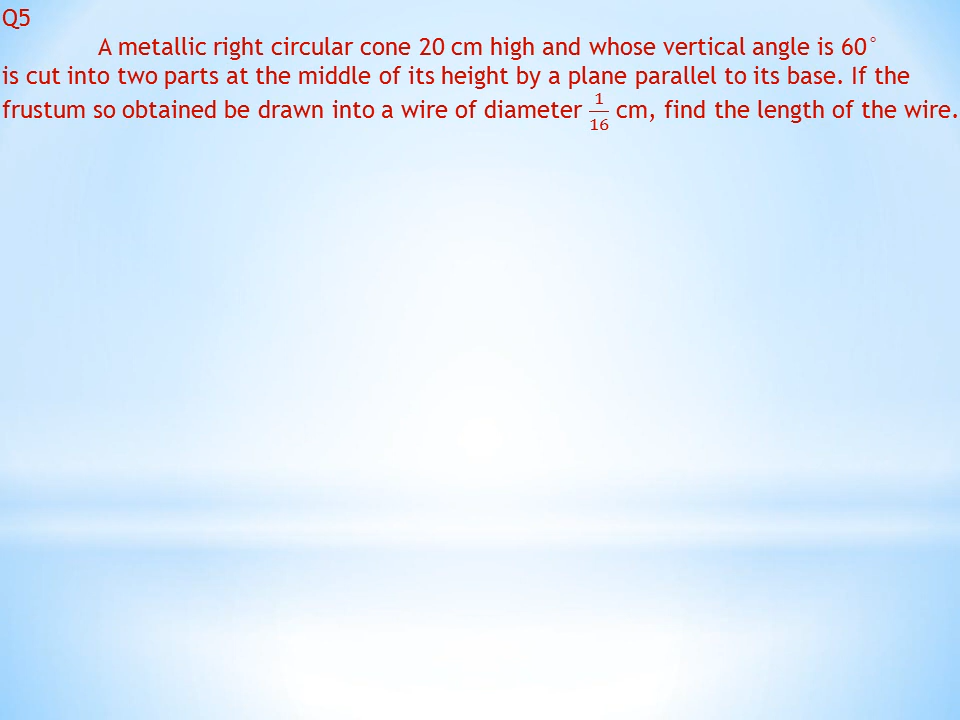 Q5
A metallic right circular cone 20 cm high and whose vertical angle is 60°
is cut into two parts at the middle of its height by a plane parallel to its base. If the
frustum so obtained be drawn into a wire of diameter 1/16 cm, find the length of the wire.